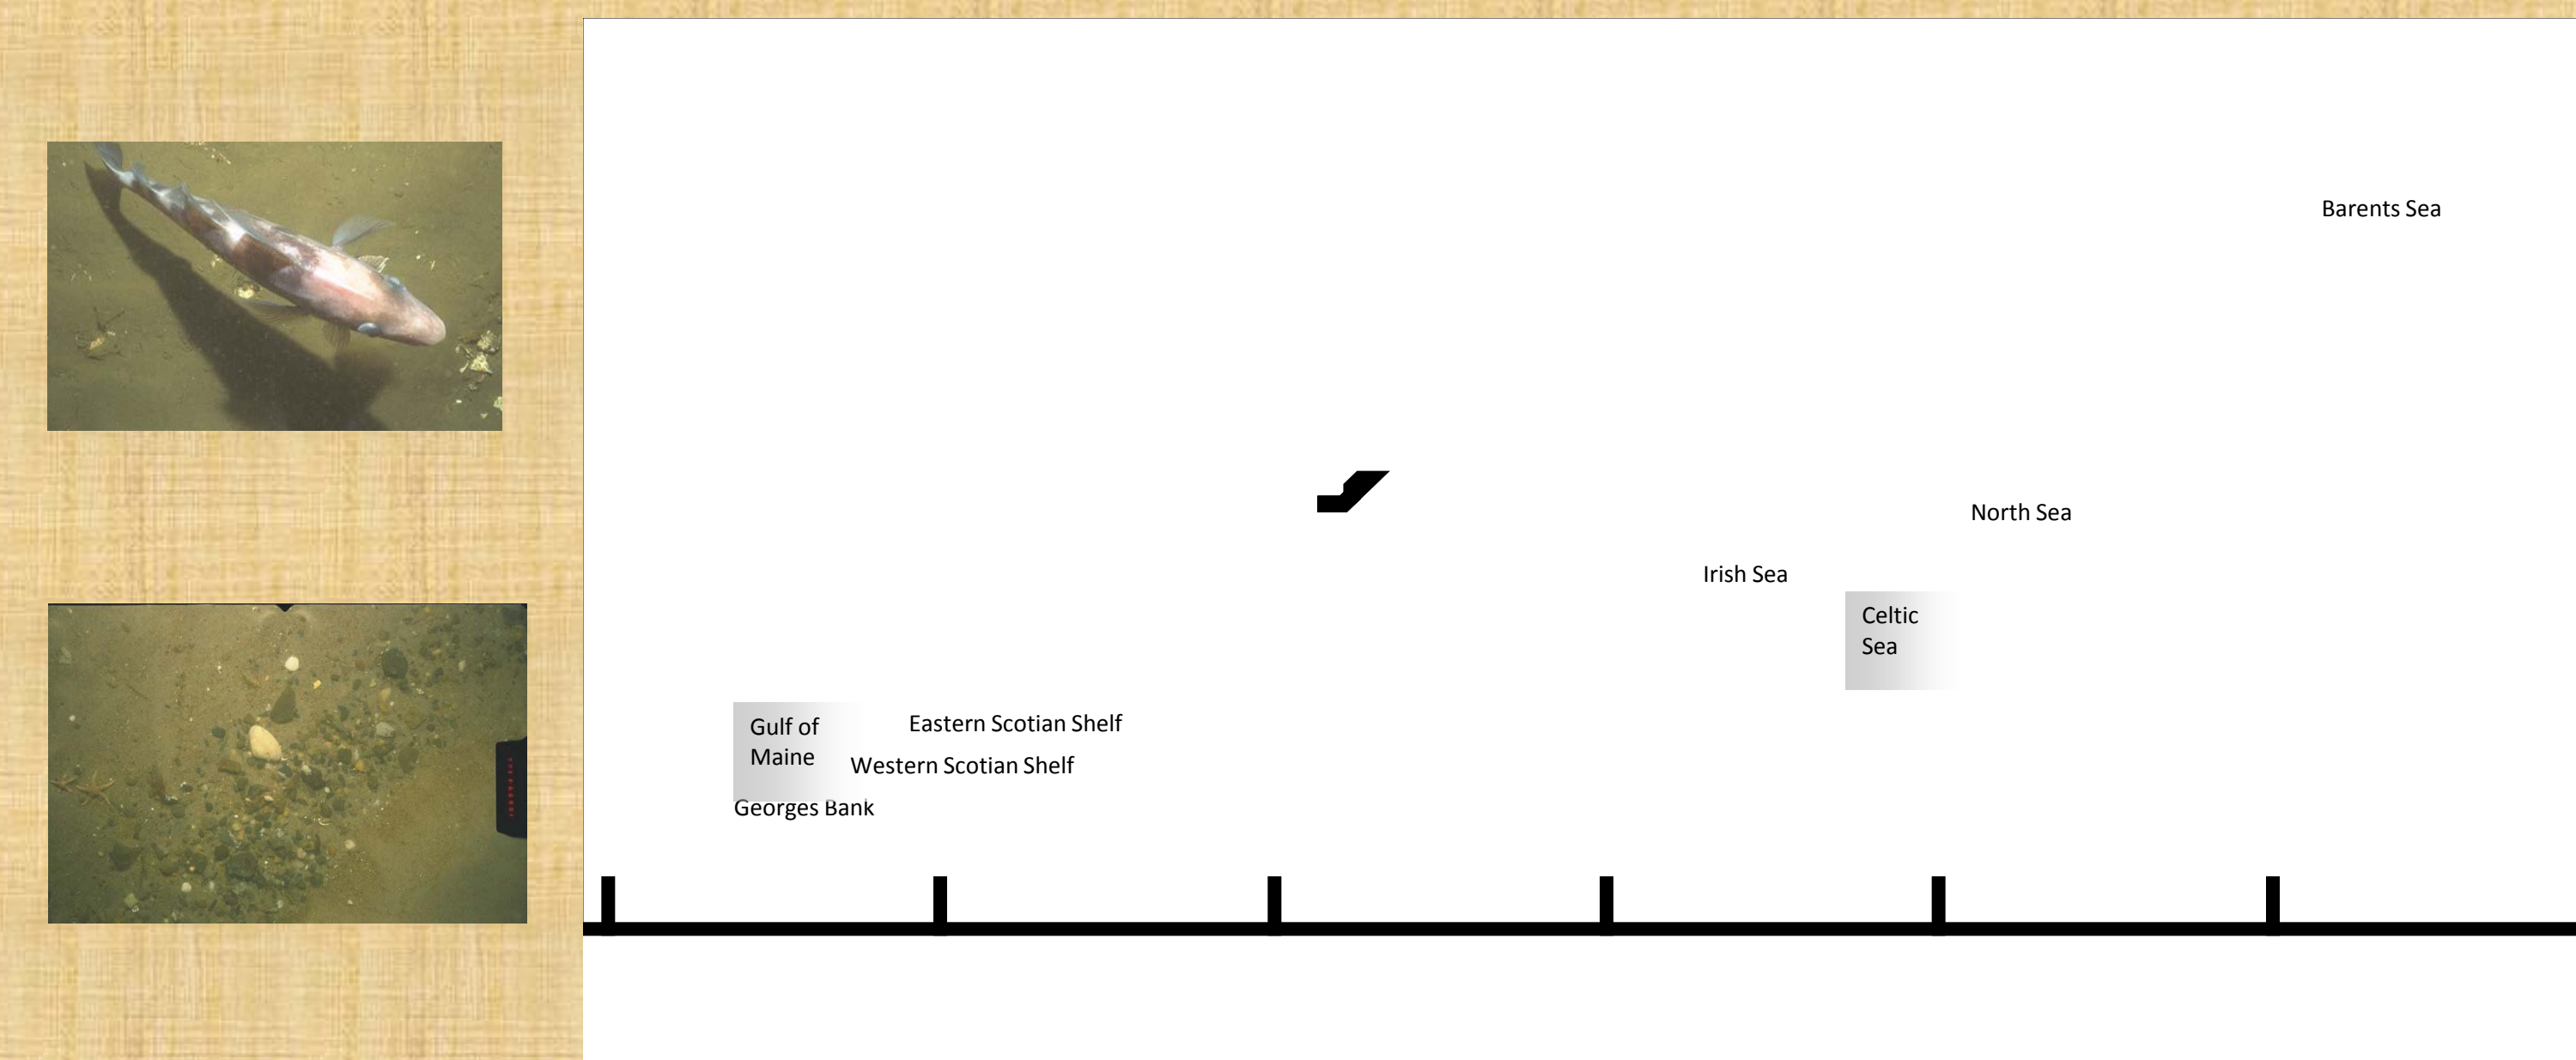 Barents Sea
North Sea
Irish Sea
Celtic
Sea
Gulf of
Maine
Eastern Scotian Shelf
Western Scotian Shelf
Georges Bank